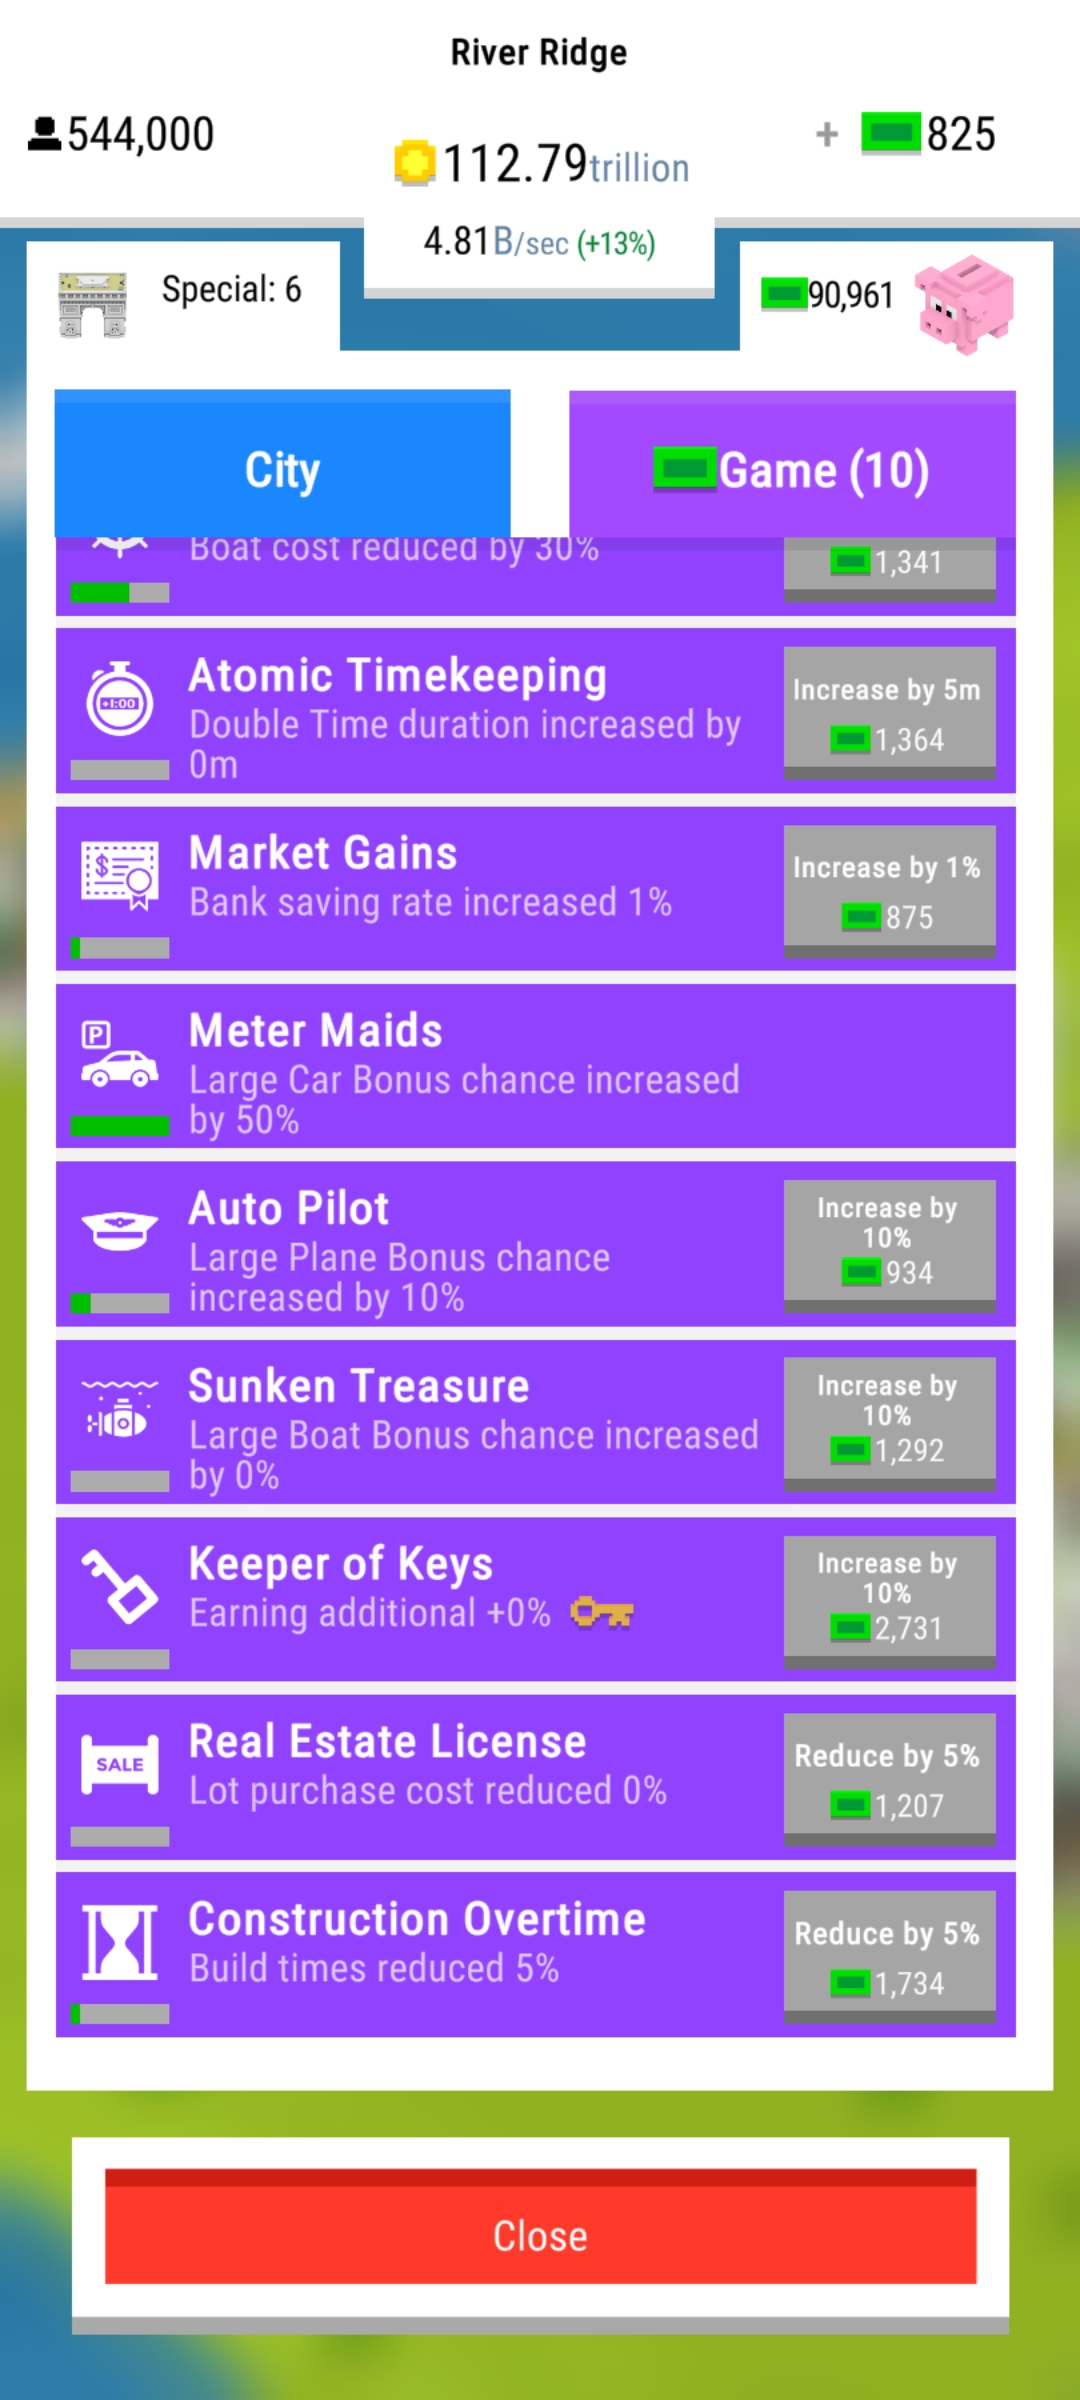 River Ridge
544,000
112.79trillion
+ 825
4.81B/sec (+13%)
Special: 6
90,961
City
Game (10)
Boat cost reduced by 30%
1,341
Atomic Timekeeping
Double Time duration increased by
0m
+1:00
Increase by 5m
1,364
Market Gains
Bank saving rate increased 1%
$
Increase by 1%
875
P
Meter Maids
Large Car Bonus chance increased
by 50%
Auto Pilot
Large Plane Bonus chance
increased by 10%
Increase by
10%
934
Sunken Treasure
Large Boat Bonus chance increased
by 0%
Increase by
10%
1,292
Keeper of Keys
Earning additional +0%
Increase by
10%
2,731
SALE
Real Estate License
Lot purchase cost reduced 0%
Reduce by 5%
1,207
Construction Overtime
Build times reduced 5%
Reduce by 5%
1,734
Close